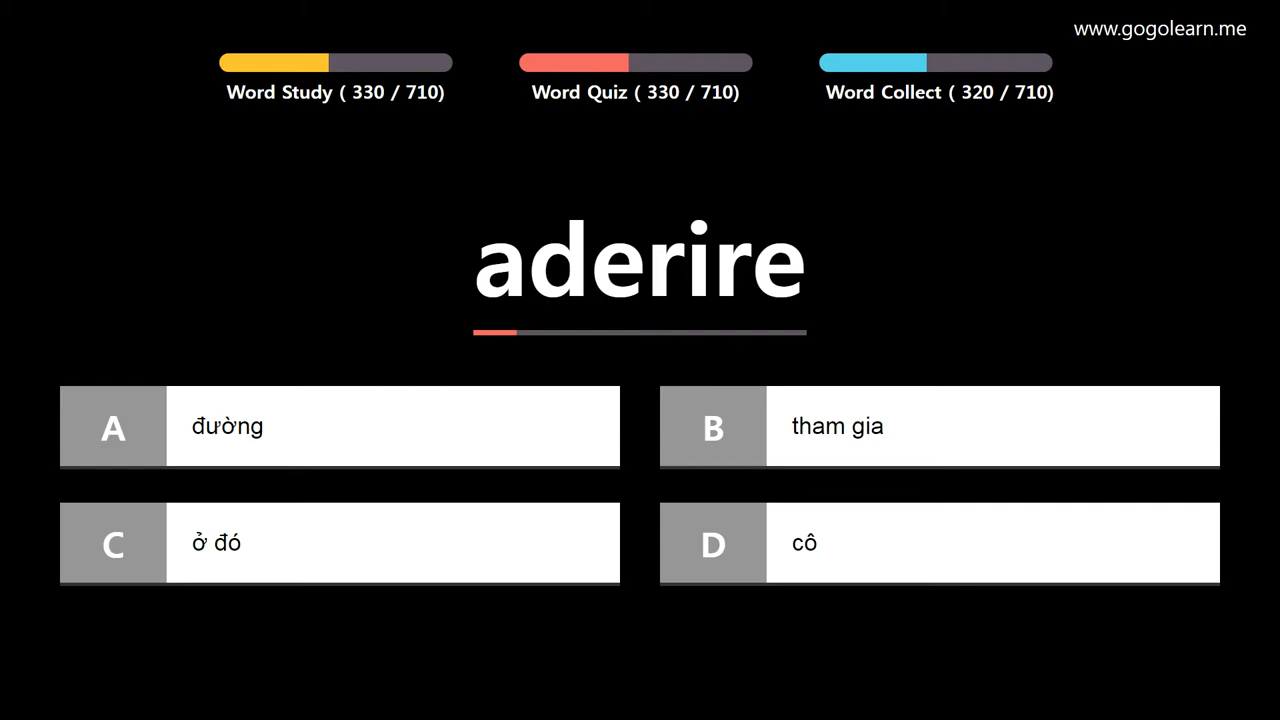 www.gogolearn.me
Word Study ( 330 / 710)
Word Quiz ( 330 / 710)
Word Collect ( 320 / 710)
aderire
A
đường
B
tham gia
C
ở đó
D
cô